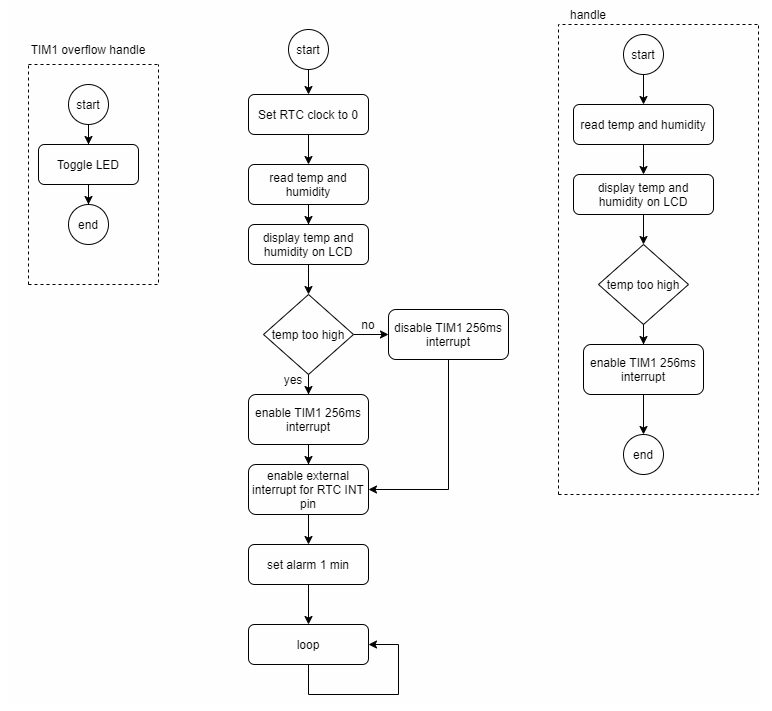 TIM1 overflow handle
start
Toggle LED
end
start
Set RTC clock to 0
read temp and
humidity
display temp and
humidity on LCD
temp too high
no
disable TIM1 256ms
interrupt
yes
enable TIM1 256ms
interrupt
enable external
interrupt for RTC INT
pin
set alarm 1 min
loop
handle
start
read temp and humidity
display temp and
humidity on LCD
temp too high
enable TIM1 256ms
interrupt
end